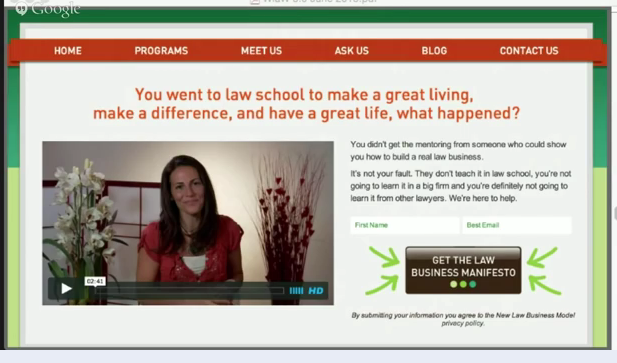 Google
HOME PROGRAMS MEET US ASK US BLOG CONTACT US
You went to law school to make a great living,
make a difference, and have a great life, what happened?
You didn't get the mentoring from someone who could show
you how to build a real law business.
It's not your fault. They don't teach it in law school, you're not
going to learn it in a big firm and you're definitely not going to
learn it from other lawyers. We're here to help.
First Name Best Email
02:41
HD
GET THE LAW
BUSINESS MANIFESTO
By submitting your information you agree to the New Law Business Model
privacy policy.